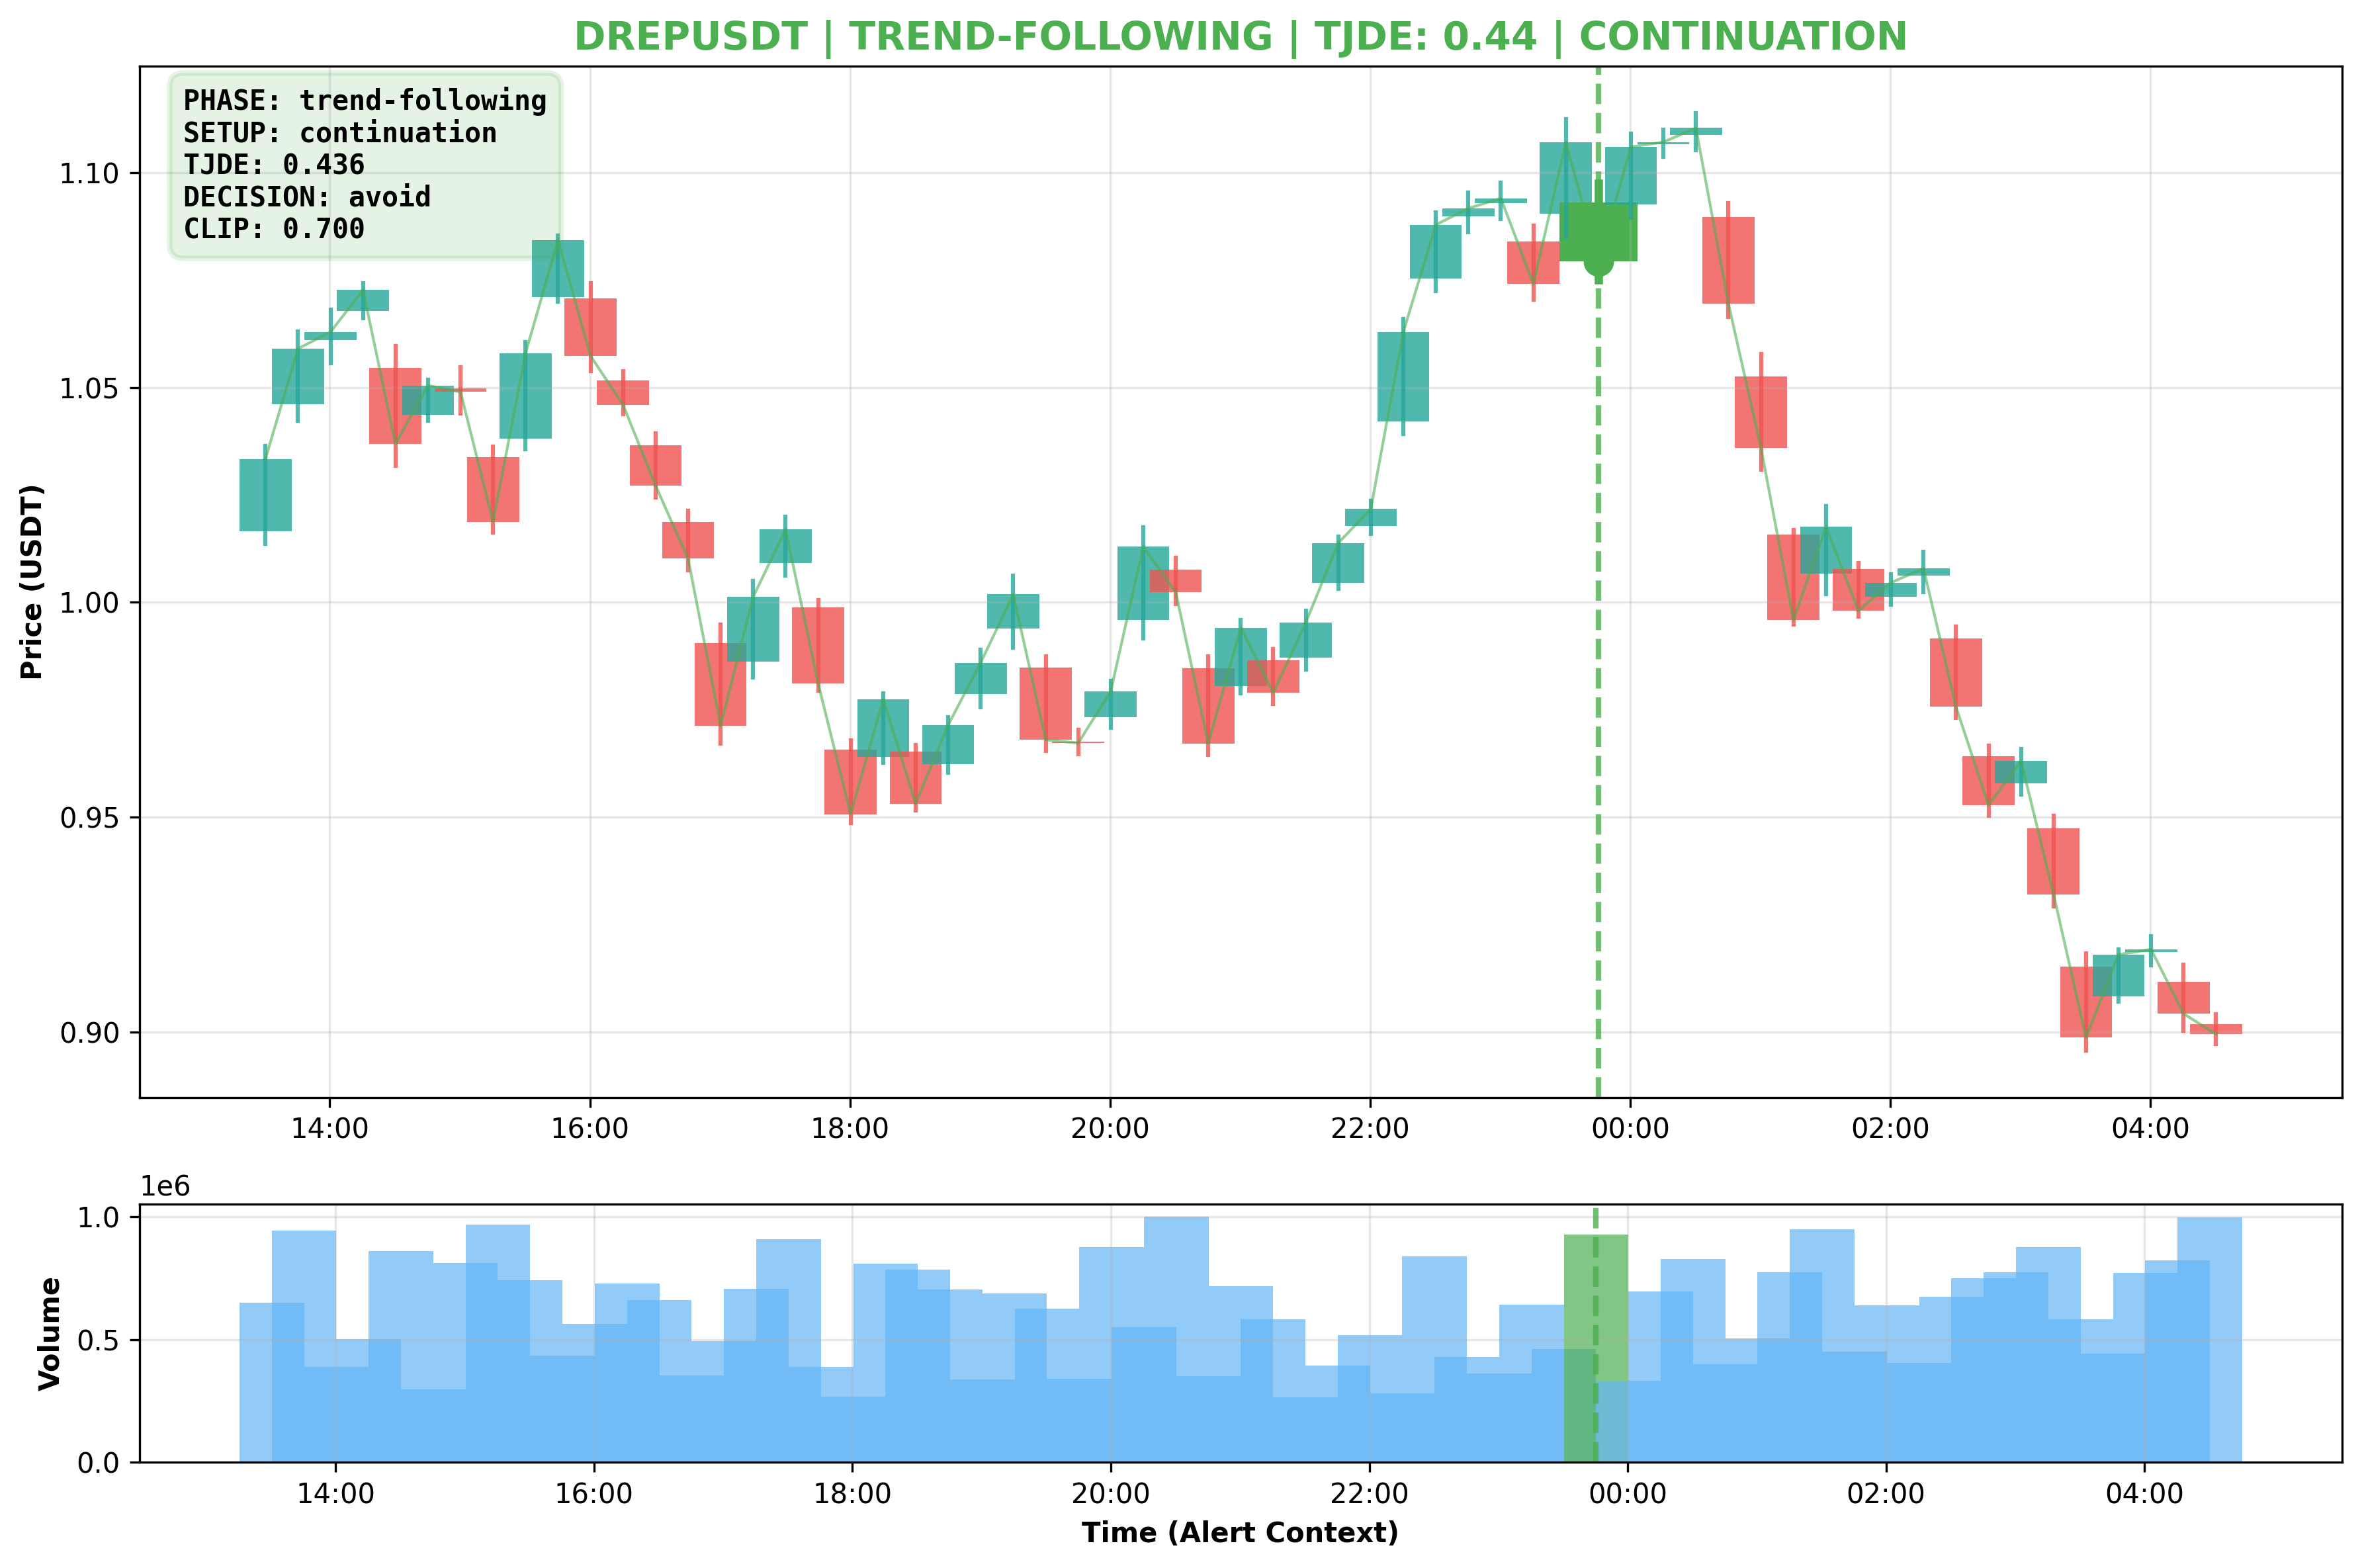 DREPUSDT | TREND-FOLLOWING | TJDE: 0.44 | CONTINUATION
PHASE: trend-following
SETUP: continuation
TJDE: 0.436
DECISION: avoid
CLIP: 0.700
Price (USDT)
1.10
1.05
1.00
0.95
0.90
14:00 16:00 18:00 20:00 22:00 00:00 02:00 04:00
1e6
Volume
1.0
0.5
0.0
14:00 16:00 18:00 20:00 22:00 00:00 02:00 04:00
Time (Alert Context)